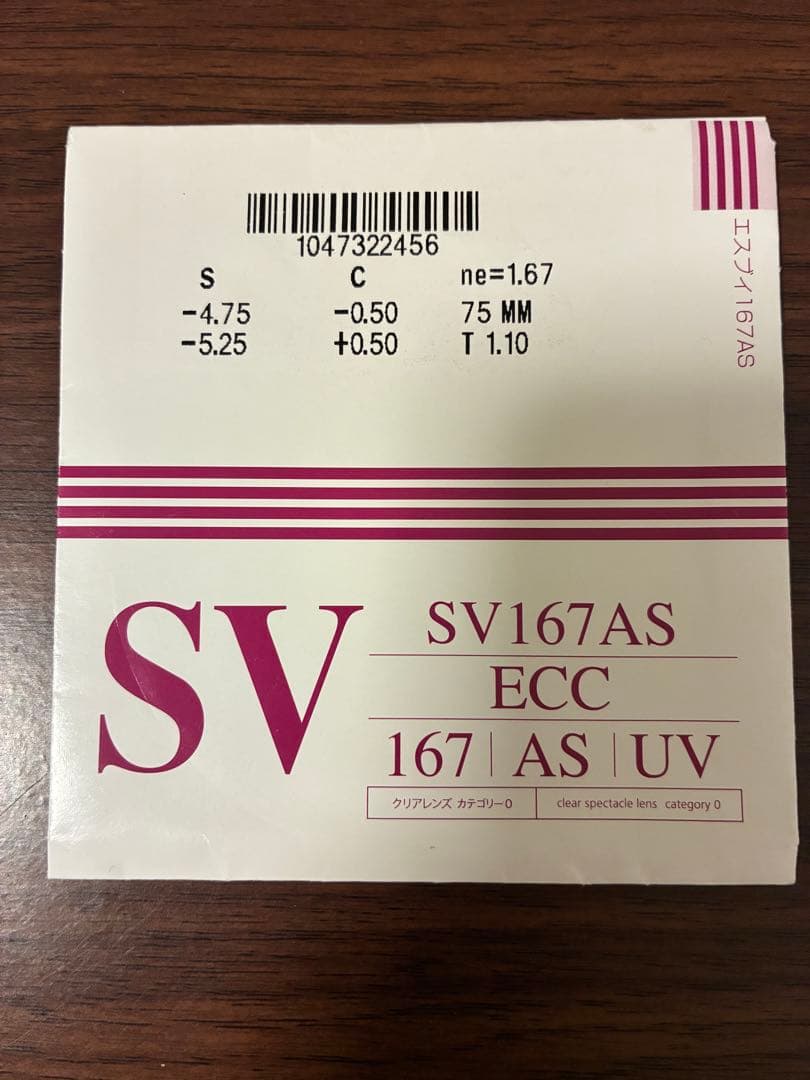 1047322456
S C ne=1.67
-4.75 -0.50 75 MM
-5.25 +0.50 T 1.10
エスブイ167AS
SV
SV167AS
ECC
167 | AS | UV
クリアレンズ カテゴリー0 clear spectacle lens category 0